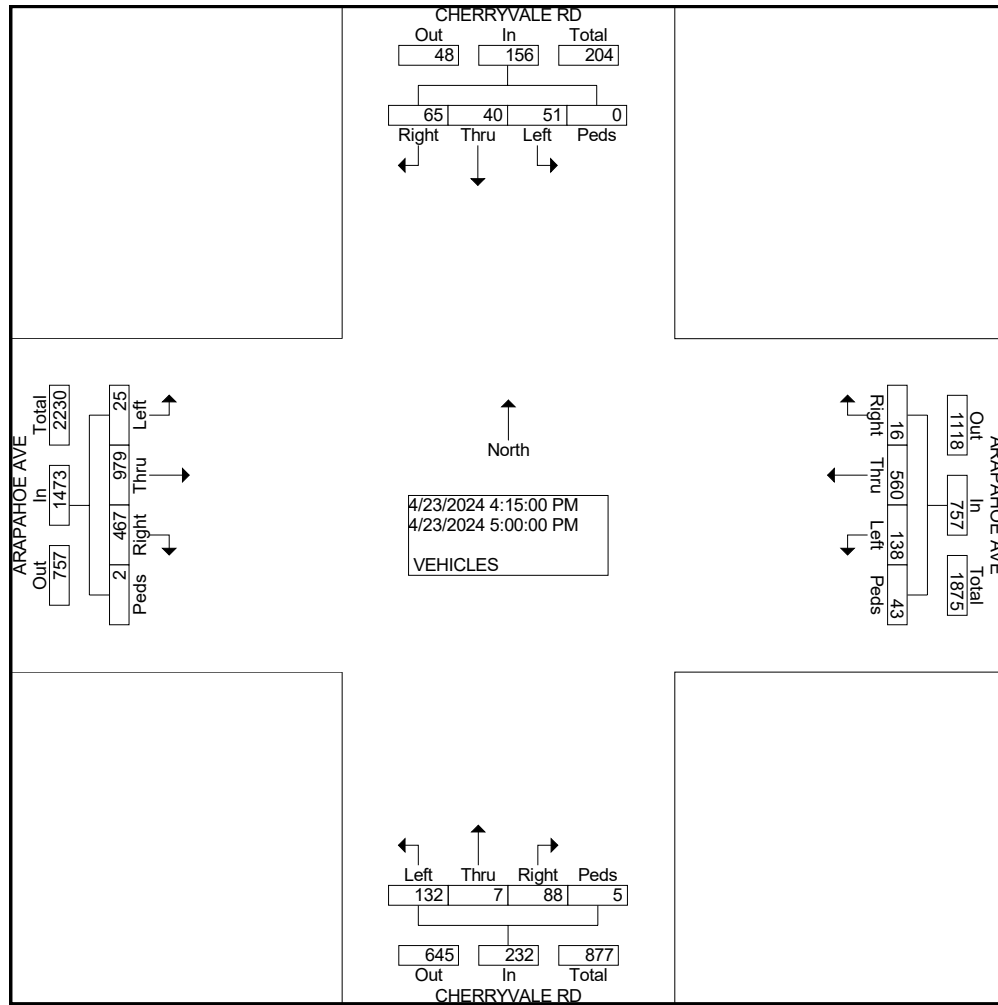 CHERRYVALE RD
Out In Total
48 156 204
65 40 51 0
Right Thru Left Peds
ARAPAHOE AVE
Total In Out
2230 1473 757
25 979 467 2
Left Thru Right Peds
North
4/23/2024 4:15:00 PM
4/23/2024 5:00:00 PM
VEHICLES
Right Thru Left Peds
16 560 138 43
Out In Total
1118 757 1875
ARAPAHOE AVE
Left Thru Right Peds
132 7 88 5
645 232 877
Out In Total
CHERRYVALE RD